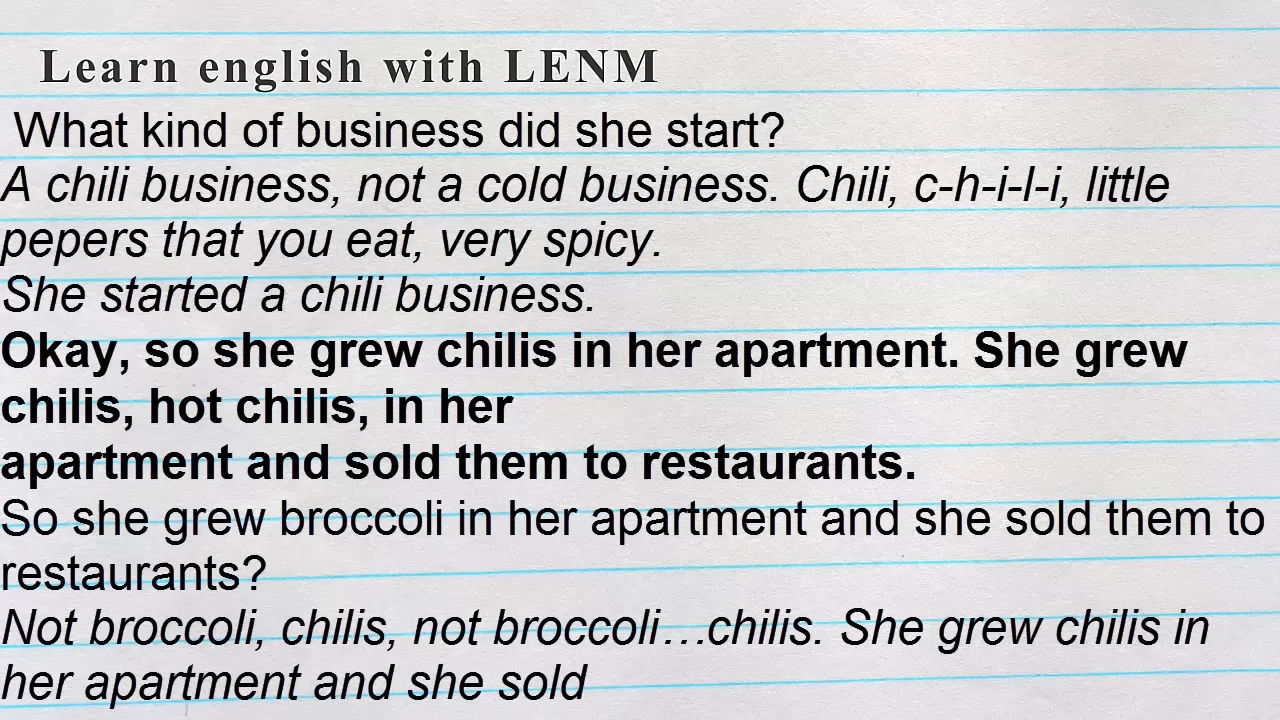 Learn english with LENM
What kind of business did she start?
A chili business, not a cold business. Chili, c-h-i-l-i, little
pepers that you eat, very spicy.
She started a chili business.
Okay, so she grew chilis in her apartment. She grew
chilis, hot chilis, in her
apartment and sold them to restaurants.
So she grew broccoli in her apartment and she sold them to
restaurants?
Not broccoli, chilis, not broccoli…chilis. She grew chilis in
her apartment and she sold